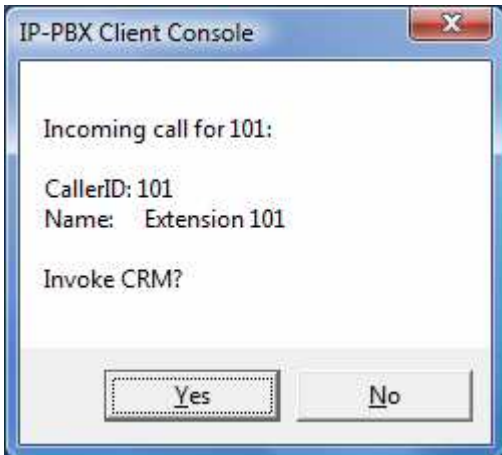 IP-PBX Client Console
Incoming call for 101:
CallerID: 101
Name: Extension 101
Invoke CRM?
Yes No